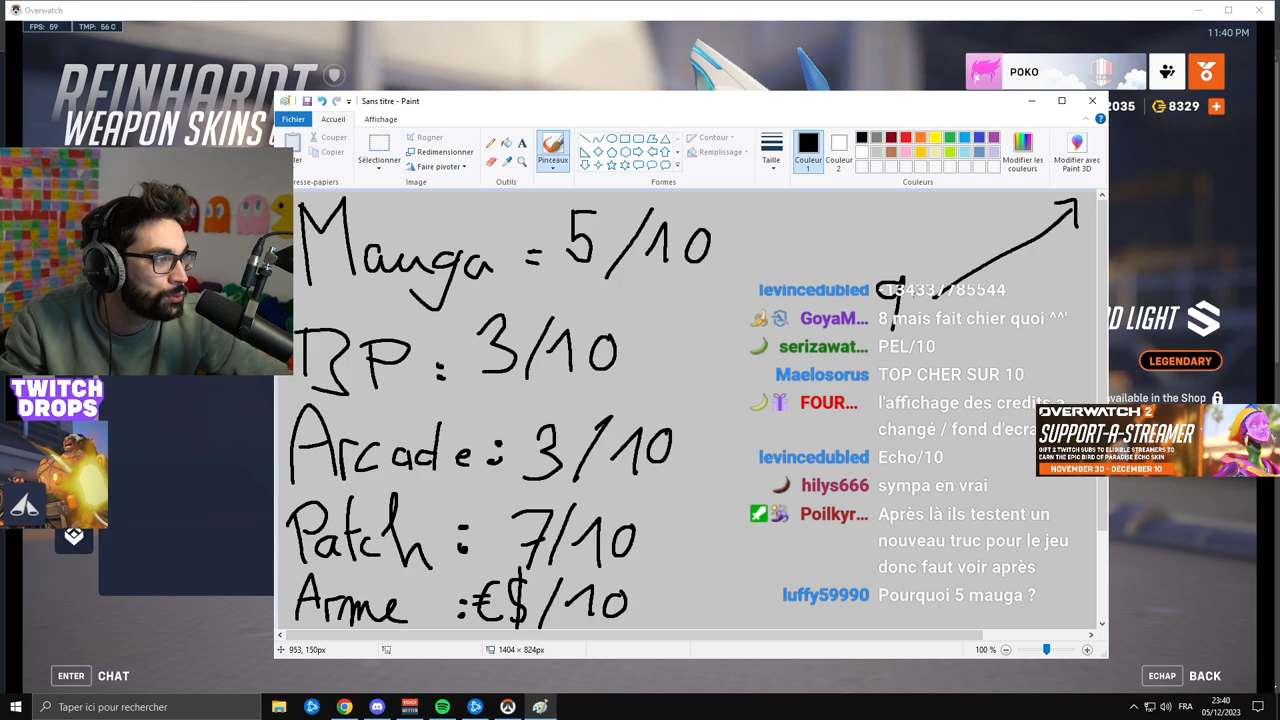 Overwatch
FPS: 59 TMP: 56 C
11:40 PM
REINHARDT
WEAPON SKINS
POKO
2035
8329
Sans titre - Paint
Fichier Accueil Affichage
Couper
Copier
Sélectionner
Rogner
Redimensionner
Faire pivoter
Pinceaux
Contour
Remplissage
Taille
Couleur 1
Couleur 2
Modifier les couleurs
Modifier avec Paint 3D
resse-papiers
Image
Outils
Formes
Couleurs
Mauga = 5/10
BP : 3/10
Arcade : 3/10
Patch : 7/10
Arme : €$/10
9
levincedubled -134337785544
GoyaM... 8 mais fait chier quoi ^^'
serizawat... PEL/10
Maelosorus TOP CHER SUR 10
FOUR... l'affichage des credits a
changé / fond d'ecra
levincedubled Echo/10
hilys666 sympa en vrai
Poilkyr... Après là ils testent un
nouveau truc pour le jeu
donc faut voir après
luffy59990 Pourquoi 5 mauga ?
D LIGHT
LEGENDARY
vailable in the Shop
TWITCH
DROPS
OVERWATCH 2
SUPPORT-A-STREAMER
GIFT 2 TWITCH SUBS TO ELIGIBLE STREAMERS TO
EARN THE EPIC BIRD OF PARADISE ECHO SKIN
NOVEMBER 30 - DECEMBER 10
953, 150px
1404 × 824px
100 %
ENTER CHAT
ECHAP BACK
Taper ici pour rechercher
FRA
23:40
05/12/2023